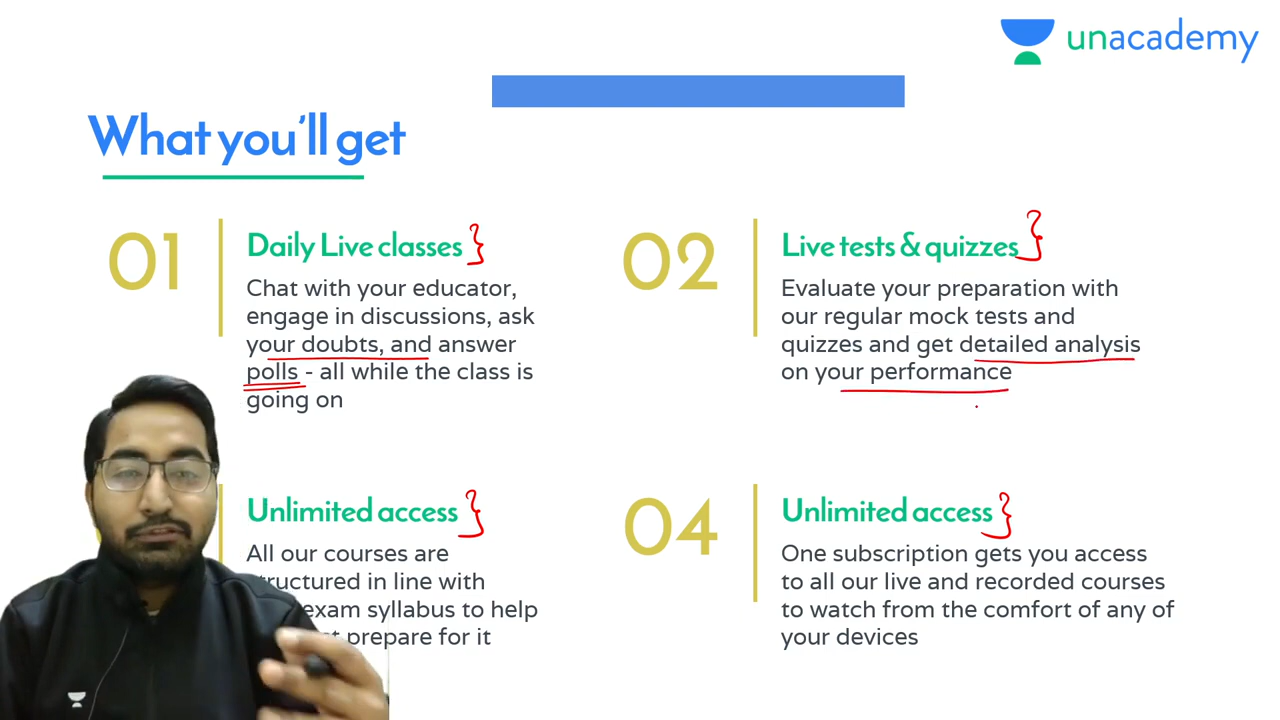 unacademy
What you'll get
01
Daily Live classes
Chat with your educator,
engage in discussions, ask
your doubts, and answer
polls - all while the class is
going on
02
Live tests & quizzes
Evaluate your preparation with
our regular mock tests and
quizzes and get detailed analysis
on your performance
Unlimited access
All our courses are
structured in line with
exam syllabus to help
prepare for it
04
Unlimited access
One subscription gets you access
to all our live and recorded courses
to watch from the comfort of any of
your devices